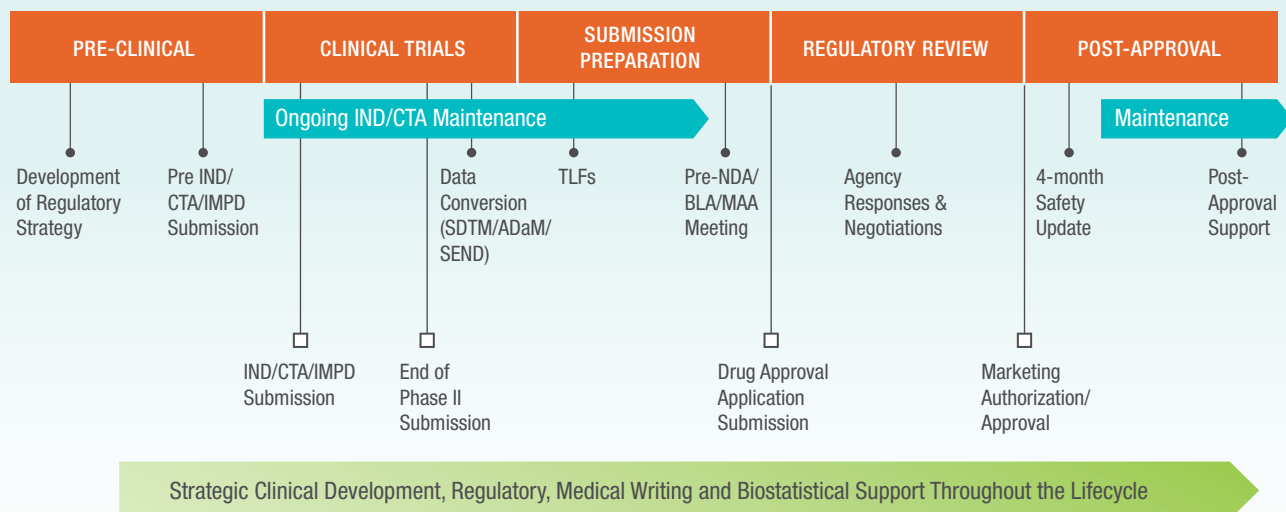 PRE-CLINICAL
CLINICAL TRIALS
SUBMISSION
PREPARATION
REGULATORY REVIEW
POST-APPROVAL
Ongoing IND/CTA Maintenance
Maintenance
Development
of Regulatory
Strategy
Pre IND/
CTA/IMPD
Submission
Data
Conversion
(SDTM/ADaM/
SEND)
TLFs
Pre-NDA/
BLA/MAA
Meeting
Agency
Responses &
Negotiations
4-month
Safety
Update
Post-
Approval
Support
IND/CTA/IMPD
Submission
End of
Phase II
Submission
Drug Approval
Application
Submission
Marketing
Authorization/
Approval
Strategic Clinical Development, Regulatory, Medical Writing and Biostatistical Support Throughout the Lifecycle